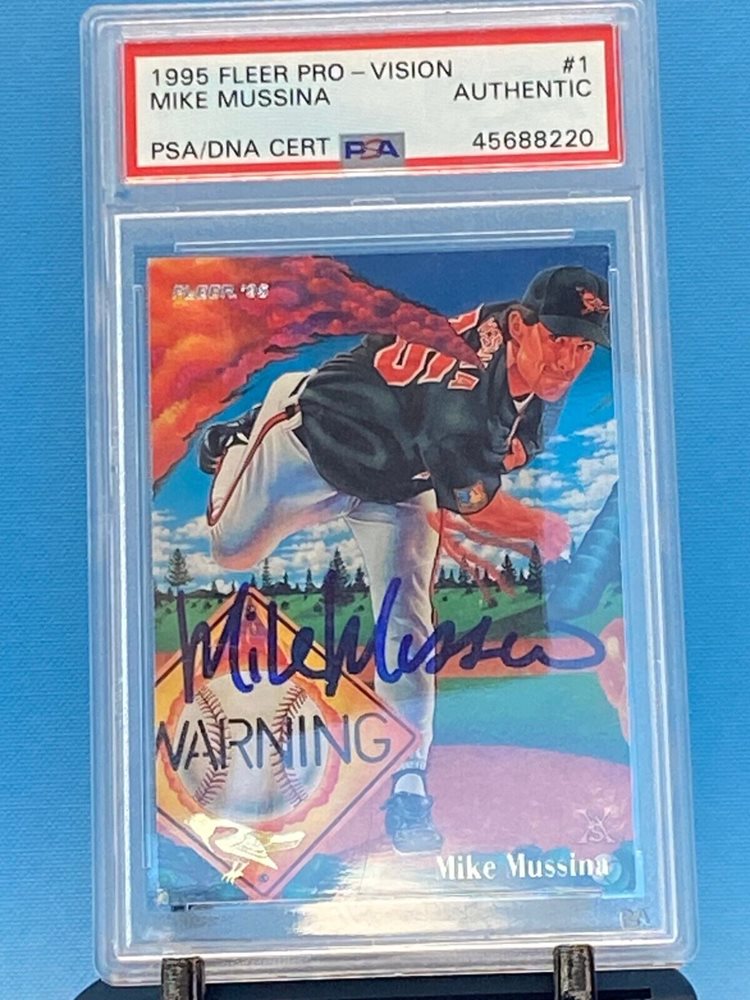 1995 FLEER PRO-VISION #1
MIKE MUSSINA AUTHENTIC
PSA/DNA CERT PSA 45688220
FLEER '95
Mike Mussina
WARNING
Mike Mussina